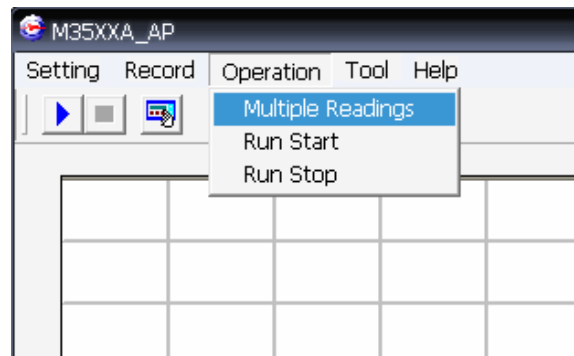 M35XXA_AP
Setting Record Operation Tool Help
Multiple Readings
Run Start
Run Stop